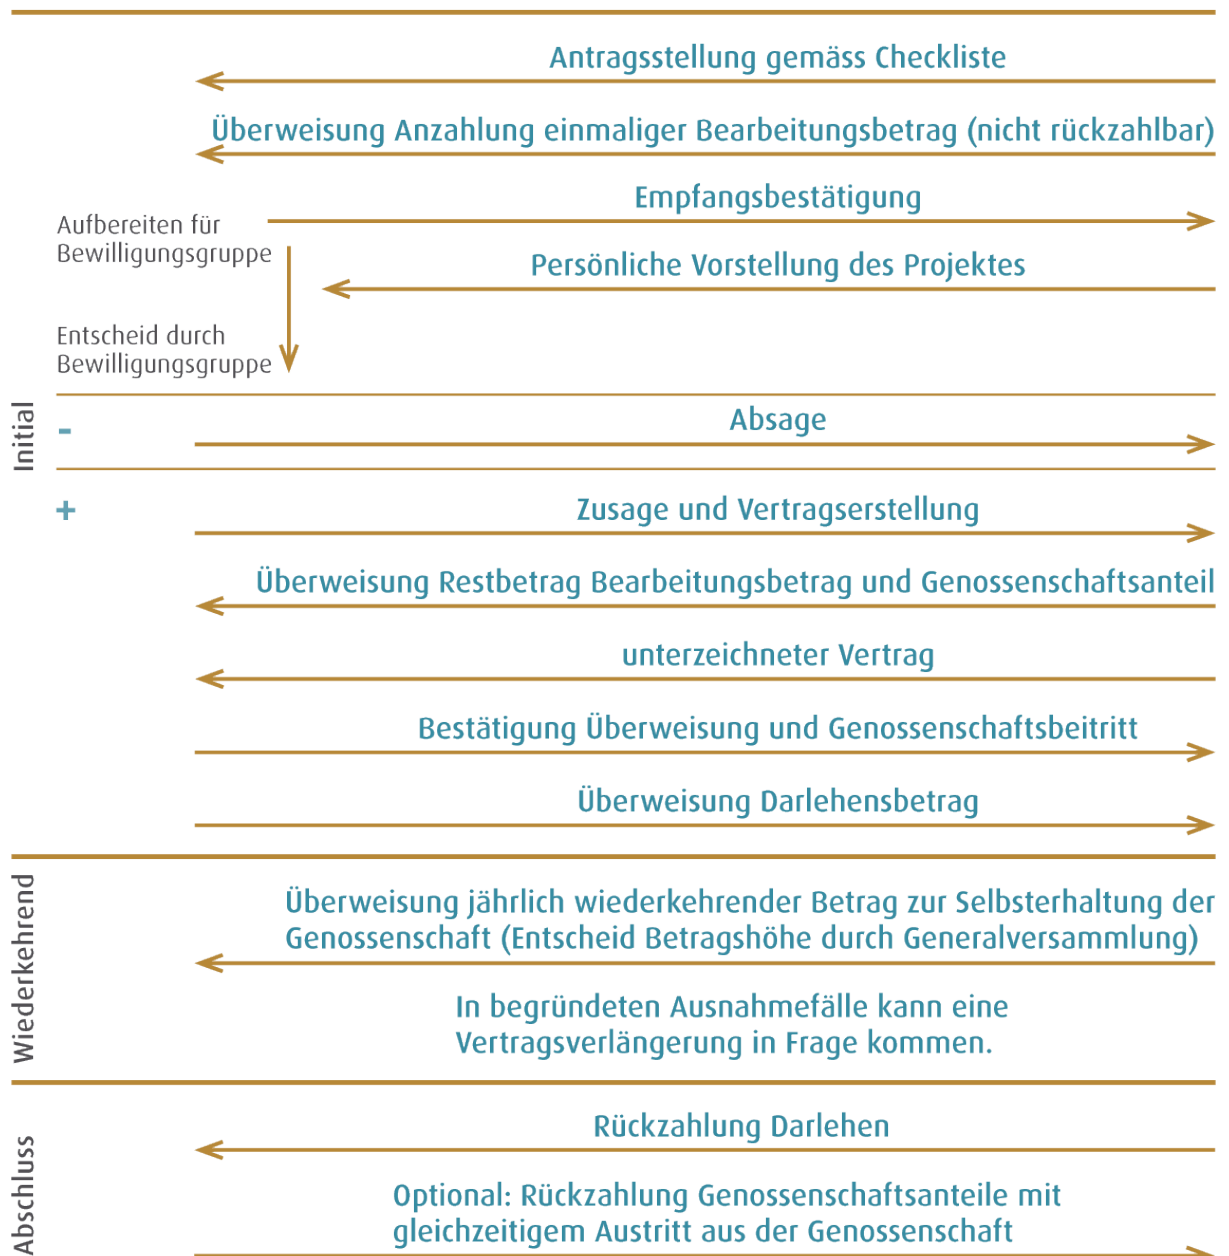 Antragsstellung gemäss Checkliste
Überweisung Anzahlung einmaliger Bearbeitungsbetrag (nicht rückzahlbar)
Empfangsbestätigung
Aufbereiten für
Bewilligungsgruppe
Persönliche Vorstellung des Projektes
Entscheid durch
Bewilligungsgruppe
Initial
-
Absage
+
Zusage und Vertragserstellung
Überweisung Restbetrag Bearbeitungsbetrag und Genossenschaftsanteil
unterzeichneter Vertrag
Bestätigung Überweisung und Genossenschaftsbeitritt
Überweisung Darlehensbetrag
Wiederkehrend
Überweisung jährlich wiederkehrender Betrag zur Selbsterhaltung der
Genossenschaft (Entscheid Betragshöhe durch Generalversammlung)
In begründeten Ausnahmefälle kann eine
Vertragsverlängerung in Frage kommen.
Abschluss
Rückzahlung Darlehen
Optional: Rückzahlung Genossenschaftsanteile mit
gleichzeitigem Austritt aus der Genossenschaft